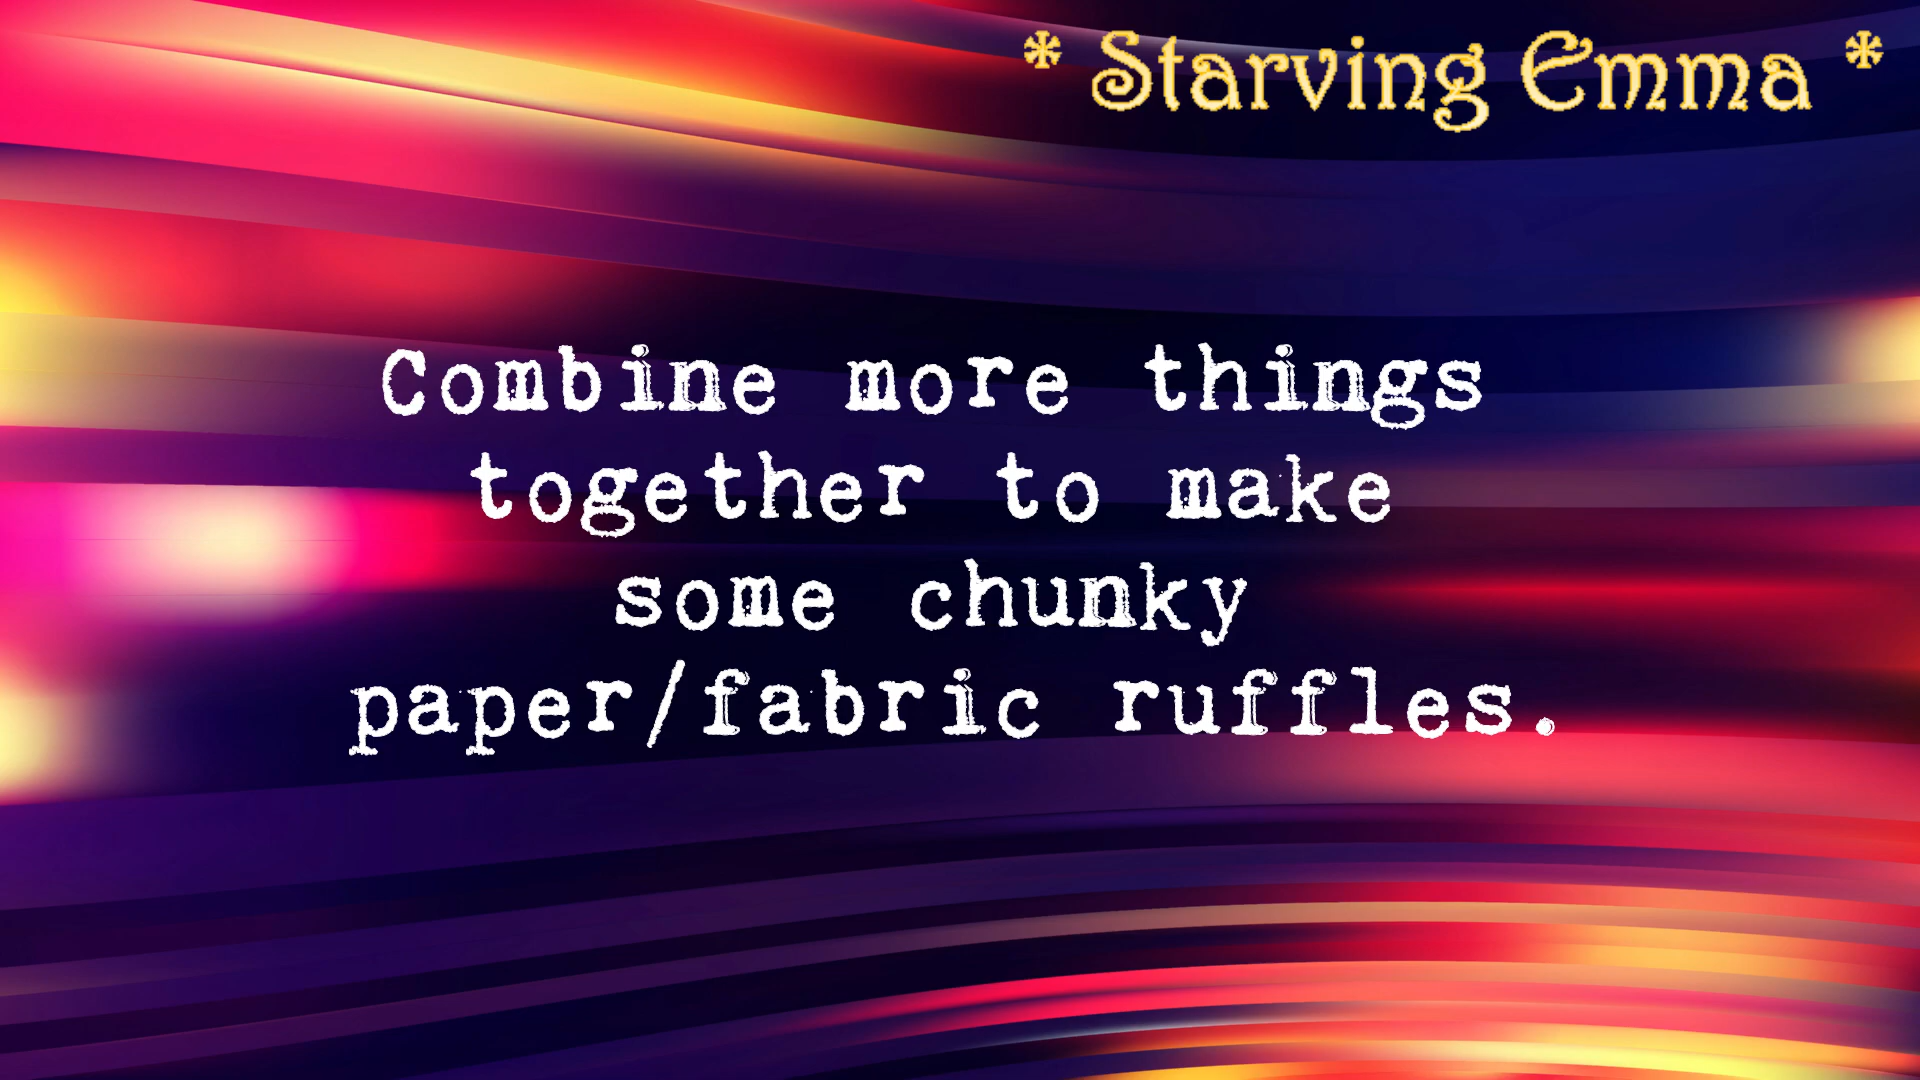 * Starving Emma *
Combine more things
together to make
some chunky
paper/fabric ruffles.